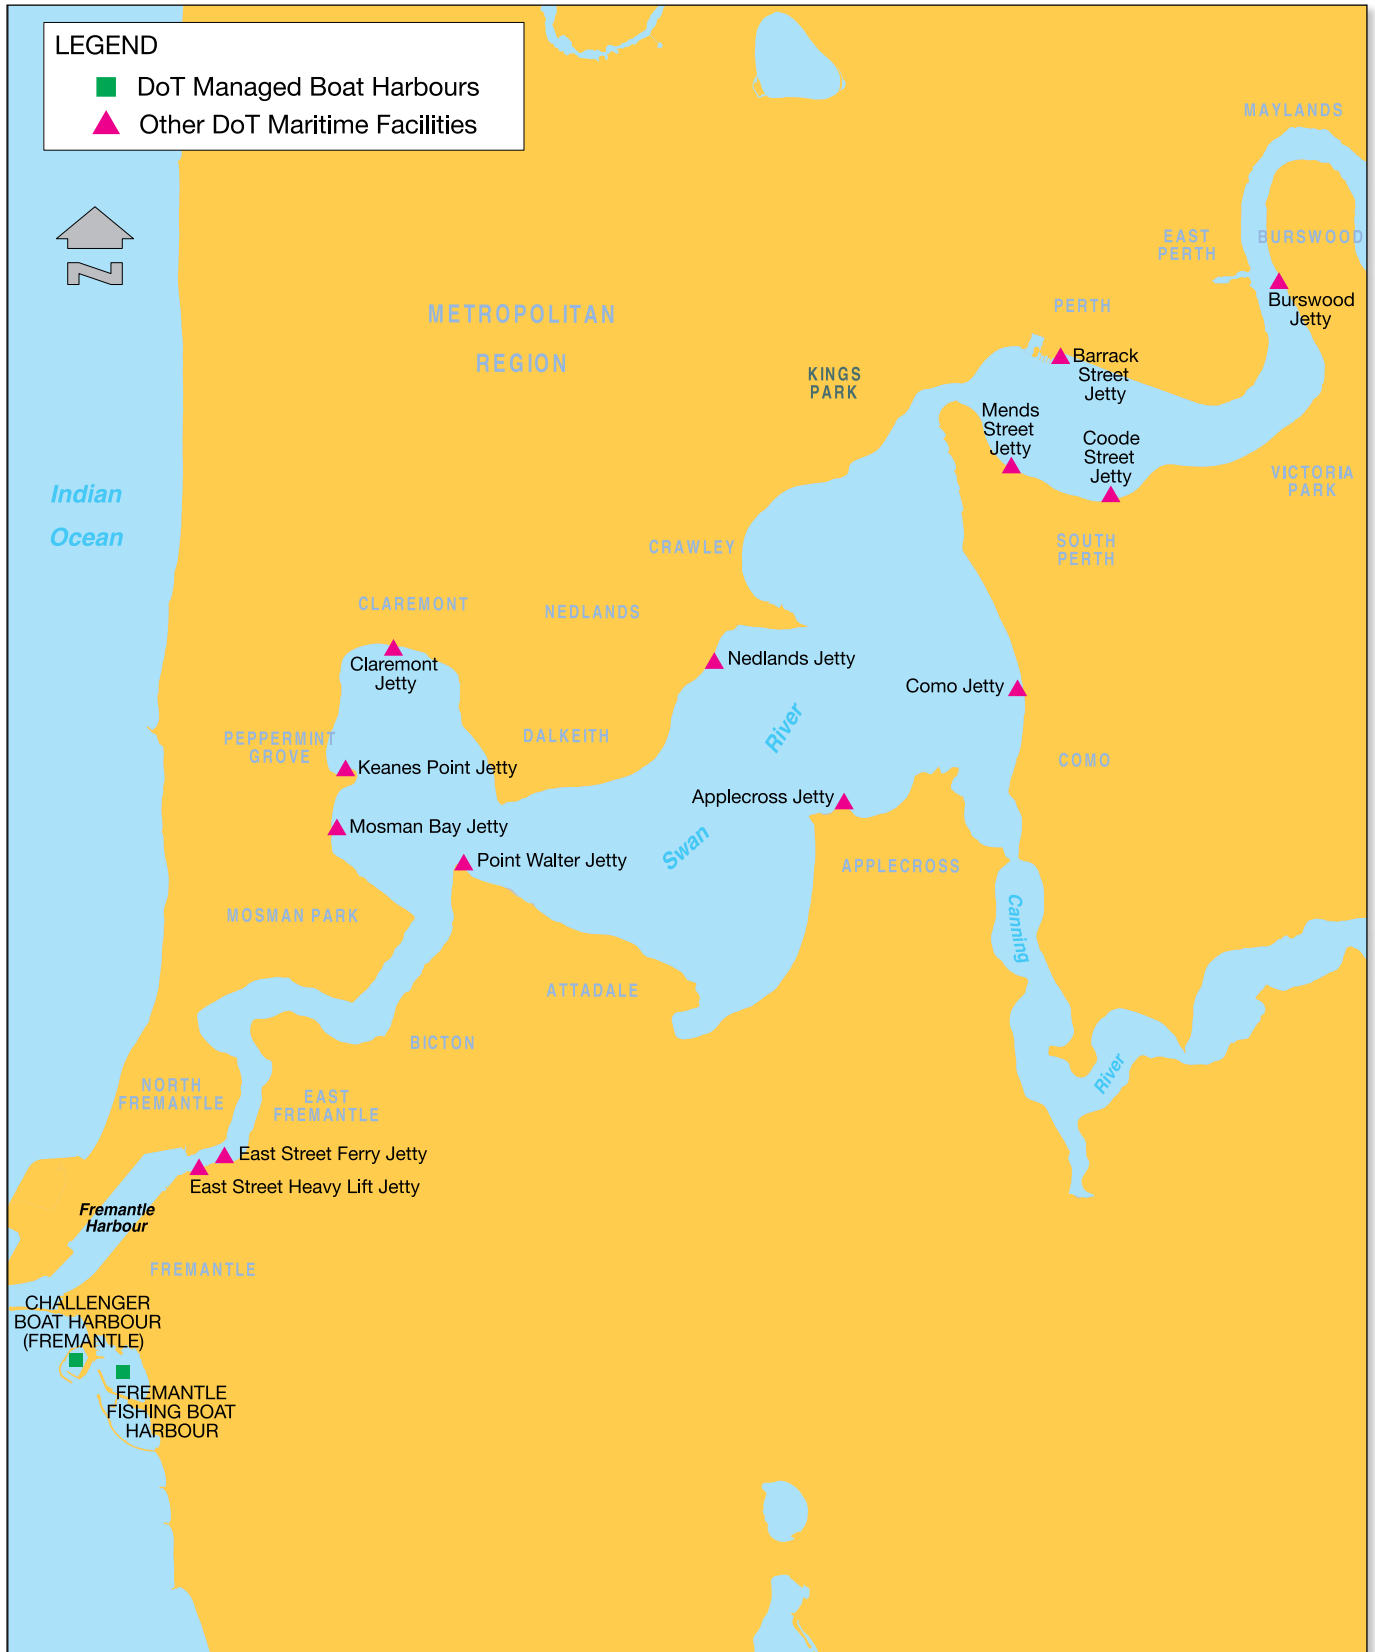 LEGEND
DoT Managed Boat Harbours
Other DoT Maritime Facilities
N
MAYLANDS
EAST
PERTH
BURSWOOD
Burswood
Jetty
METROPOLITAN
REGION
PERTH
KINGS
PARK
Barrack
Street
Jetty
Mends
Street
Jetty
Coode
Street
Jetty
VICTORIA
PARK
Indian
Ocean
CRAWLEY
SOUTH
PERTH
CLAREMONT
NEDLANDS
Claremont
Jetty
Nedlands Jetty
Como Jetty
River
PEPPERMINT
GROVE
DALKEITH
COMO
Keanes Point Jetty
Applecross Jetty
Mosman Bay Jetty
Swan
Point Walter Jetty
APPLECROSS
MOSMAN PARK
Canning
ATTADALE
BICTON
River
NORTH
FREMANTLE
EAST
FREMANTLE
East Street Ferry Jetty
East Street Heavy Lift Jetty
Fremantle
Harbour
FREMANTLE
CHALLENGER
BOAT HARBOUR
(FREMANTLE)
FREMANTLE
FISHING BOAT
HARBOUR